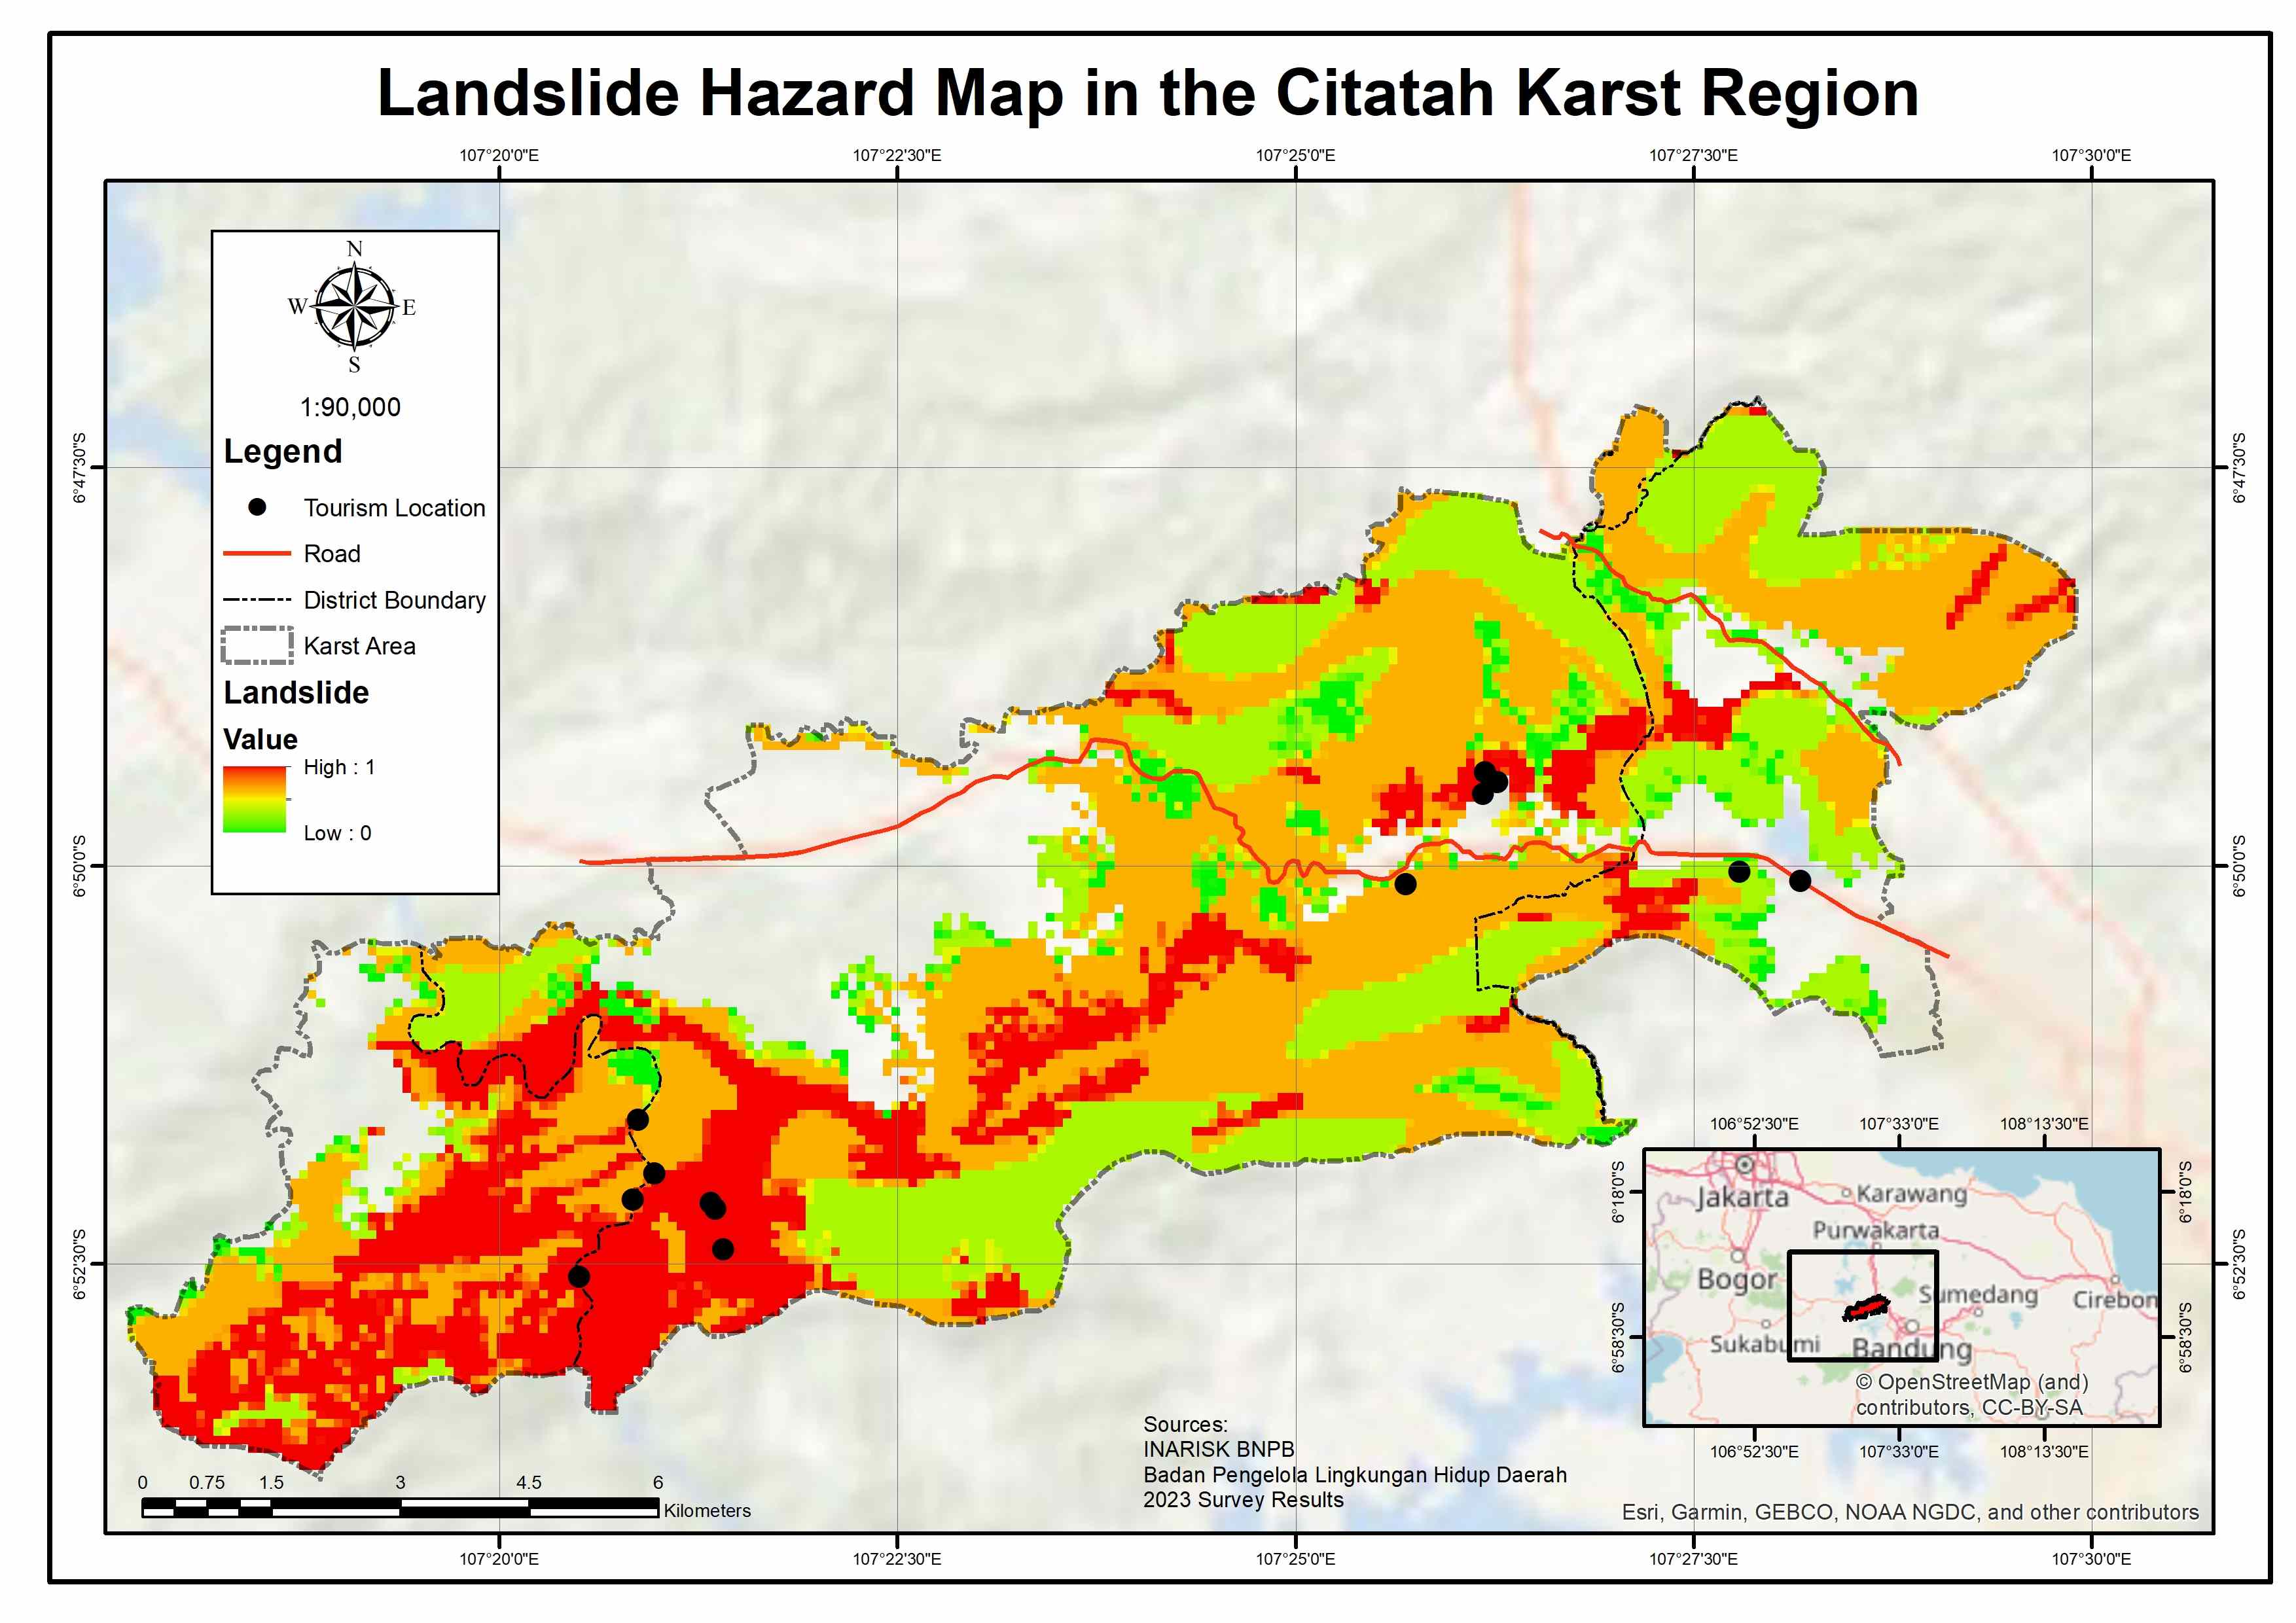 Landslide Hazard Map in the Citatah Karst Region
107°20'0"E
107°22'30"E
107°25'0"E
107°27'30"E
107°30'0"E
6°47'30"S
6°50'0"S
6°52'30"S
N
W
E
S
1:90,000
Legend
Tourism Location
Road
District Boundary
Karst Area
Landslide
Value
High : 1
Low : 0
6°47'30"S
6°50'0"S
6°52'30"S
0
0.75
1.5
3
4.5
6
Kilometers
Sources:
INARISK BNPB
Badan Pengelola Lingkungan Hidup Daerah
2023 Survey Results
106°52'30"E
107°33'0"E
108°13'30"E
6°18'0"S
6°58'30"S
Jakarta
Karawang
Purwakarta
Bogor
Sumedang
Cirebon
Sukabumi
Bandung
© OpenStreetMap (and)
contributors, CC-BY-SA
6°18'0"S
6°58'30"S
106°52'30"E
107°33'0"E
108°13'30"E
Esri, Garmin, GEBCO, NOAA NGDC, and other contributors
107°20'0"E
107°22'30"E
107°25'0"E
107°27'30"E
107°30'0"E